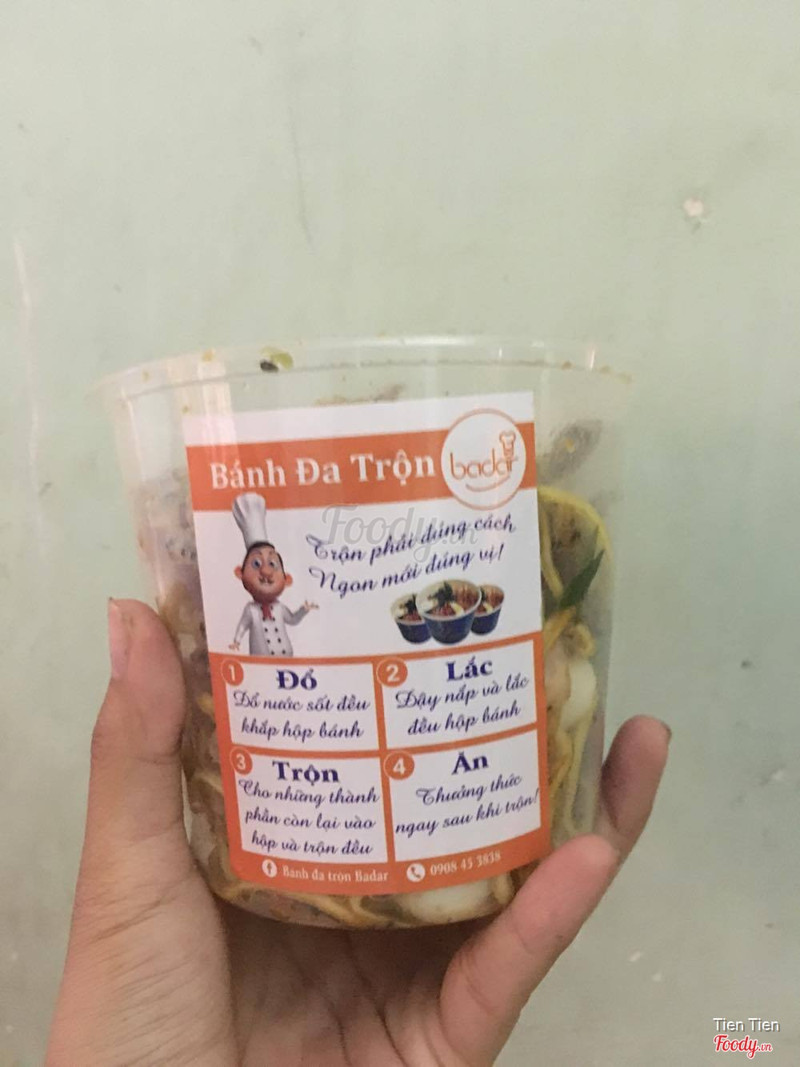 Bánh Đa Trộn
badar
Foody.vn
Trộn phải đúng cách
Ngon mới đúng vị!
1
Đổ
Đổ nước sốt đều
khắp hộp bánh
2
Lắc
Đậy nắp và lắc
đều hộp bánh
3
Trộn
Cho những thành
phần còn lại vào
hộp và trộn đều
4
Ăn
Thưởng thức
ngay sau khi trộn!
Bánh đa trộn Badar
0908 45 3838
Tien Tien
Foody.vn